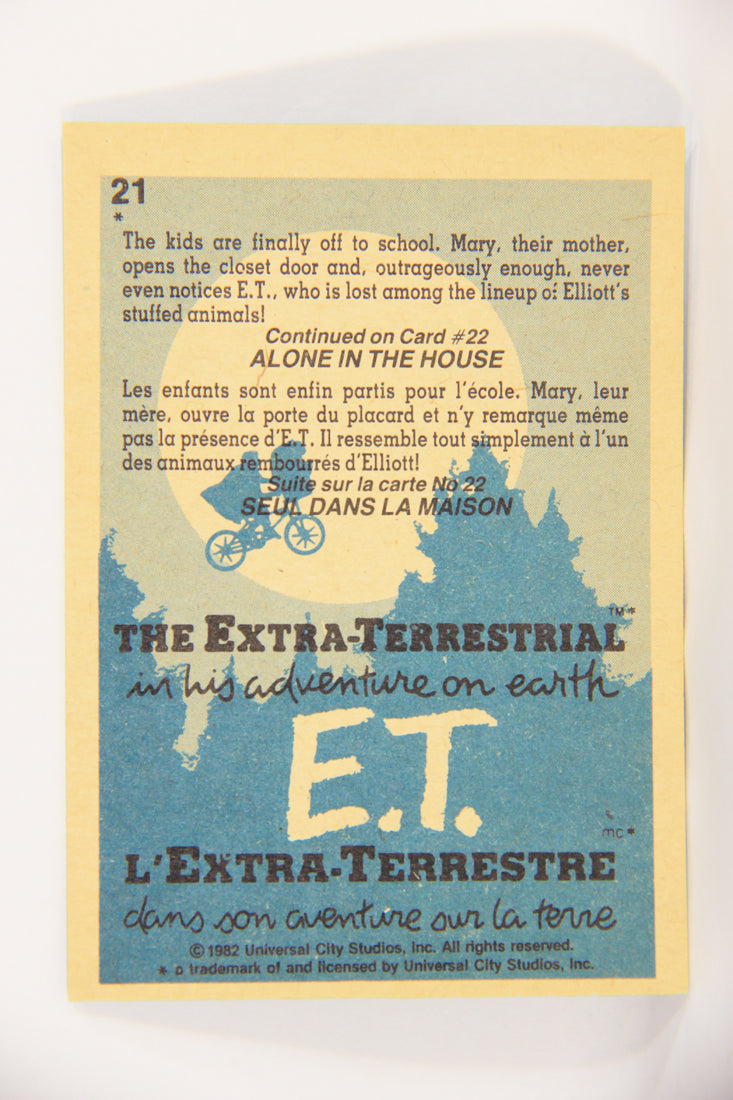 21
*
The kids are finally off to school. Mary, their mother,
opens the closet door and, outrageously enough, never
even notices E.T., who is lost among the lineup of Elliott's
stuffed animals!
Continued on Card #22
ALONE IN THE HOUSE
Les enfants sont enfin partis pour l'école. Mary, leur
mère, ouvre la porte du placard et n'y remarque même
pas la présence d'E.T. Il ressemble tout simplement à l'un
des animaux rembourrés d'Elliott!
Suite sur la carte No 22
SEUL DANS LA MAISON
THE EXTRA-TERRESTRIAL TM*
in his adventure on earth
E.T.
mc*
L'EXTRA-TERRESTRE
dans son aventure sur la terre
© 1982 Universal City Studios, Inc. All rights reserved.
* a trademark of and licensed by Universal City Studios, Inc.